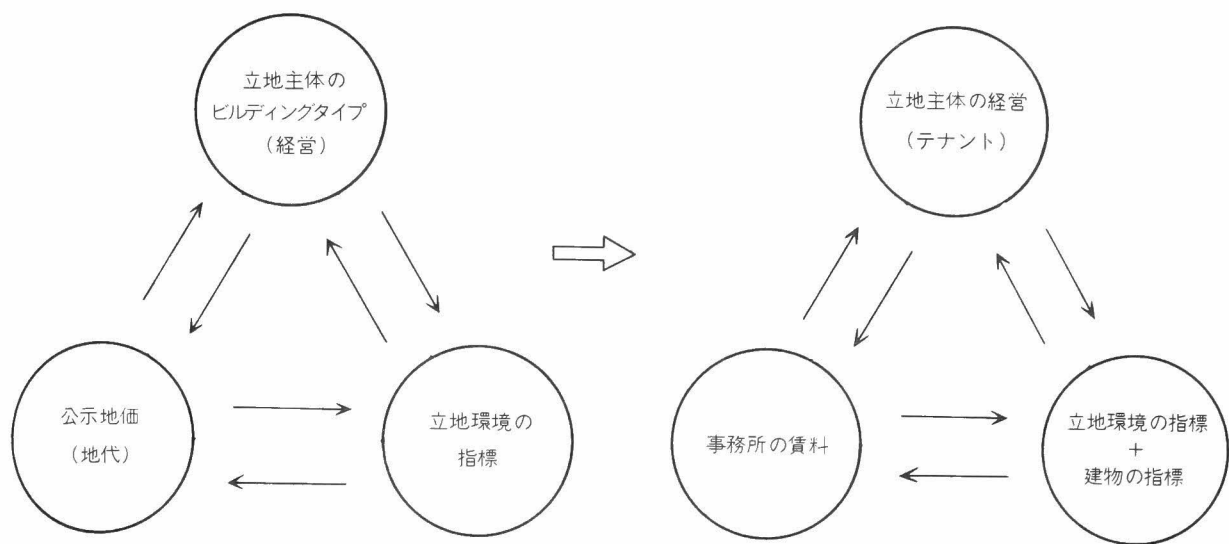 立地主体の
ビルディングタイプ
(経営)
公示地価
(地代)
立地環境の
指標
立地主体の経営
(テナント)
事務所の賃料
立地環境の指標
+
建物の指標